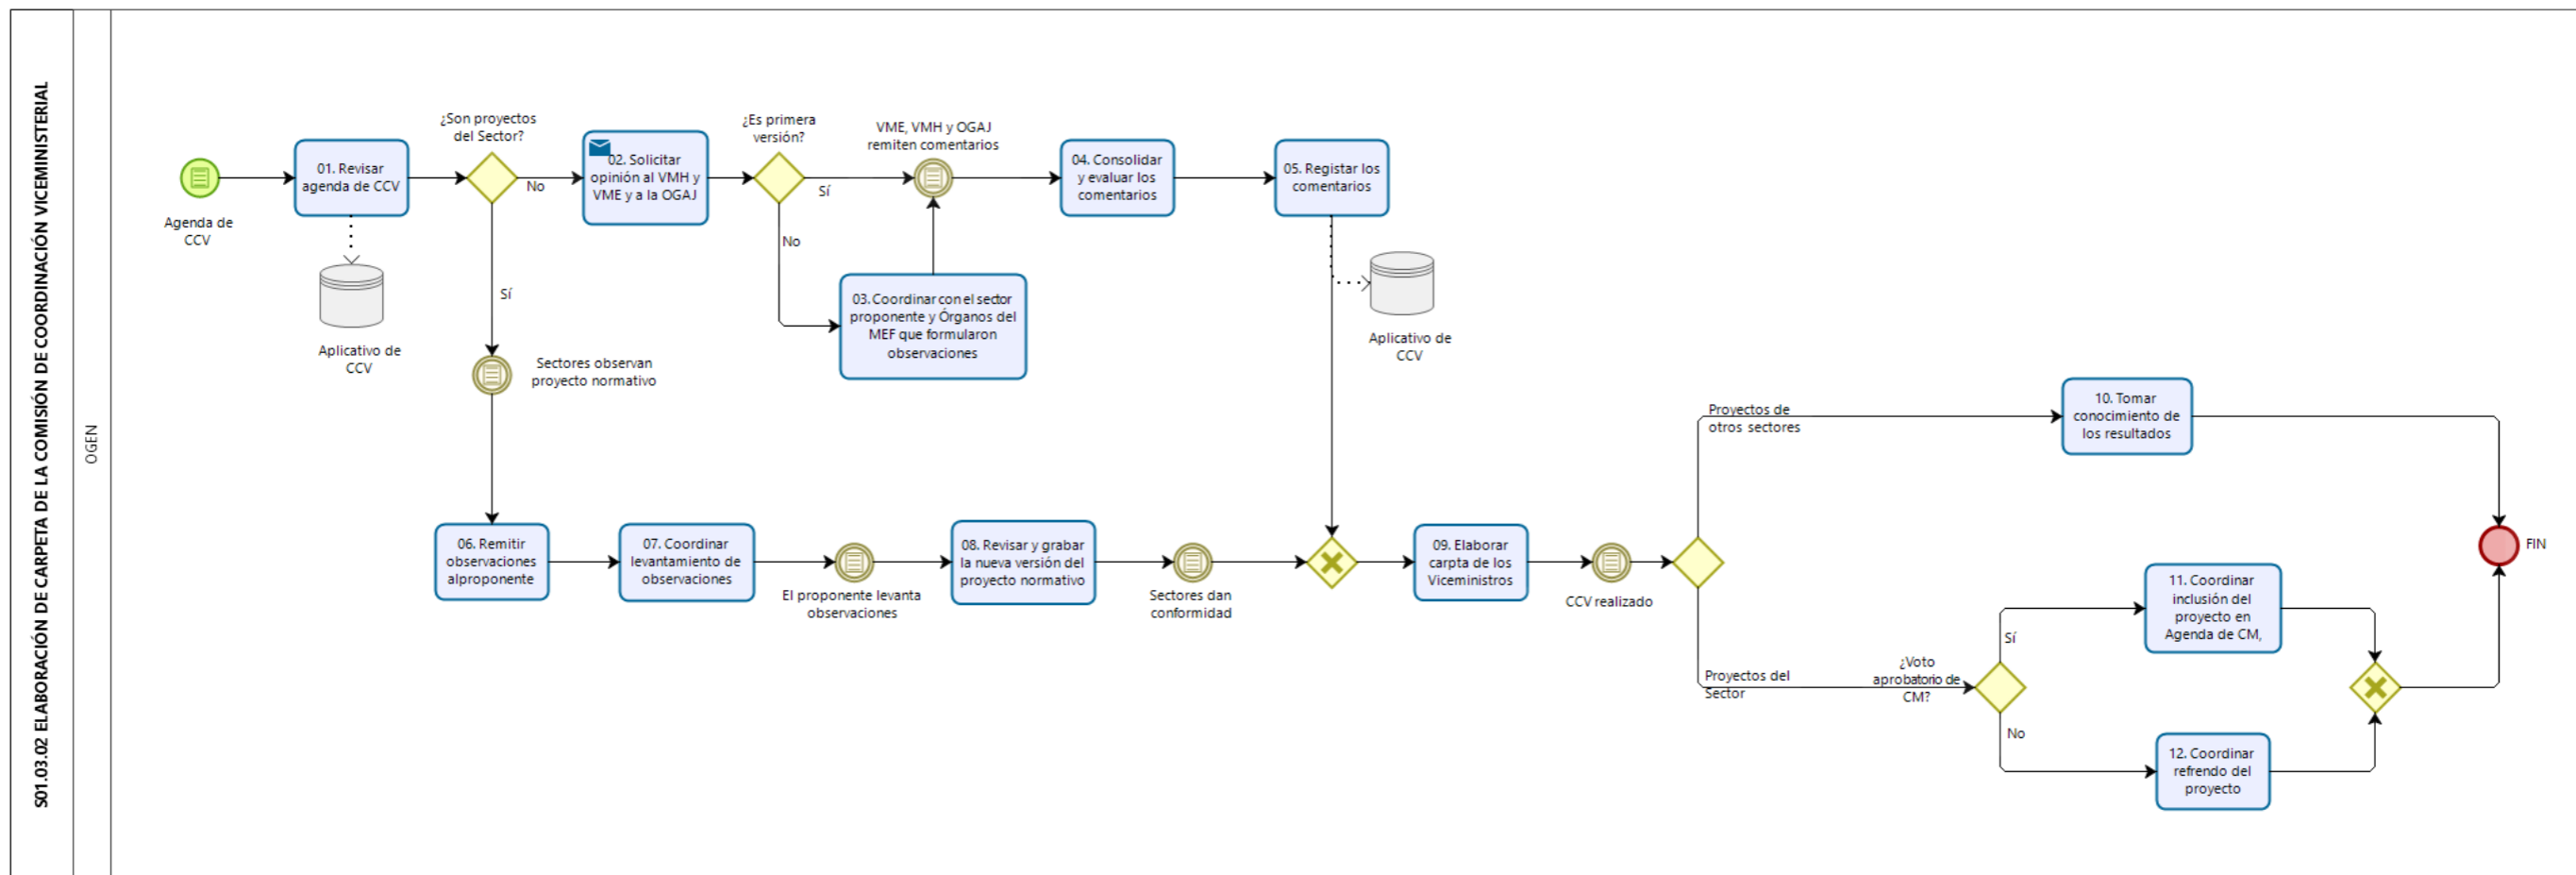 S01.03.02 ELABORACIÓN DE CARPETA DE LA COMISIÓN DE COORDINACIÓN VICEMINISTERIAL
OGEN
Agenda de
CCV
01. Revisar
agenda de CCV
Aplicativo de
CCV
¿Son proyectos
del Sector?
No
Sí
02. Solicitar
opinión al VMH y
VME y a la OGAJ
¿Es primera
versión?
Sí
No
03. Coordinar con el sector
proponente y Órganos del
MEF que formularon
observaciones
VME, VMH y OGAJ
remiten comentarios
04. Consolidar
y evaluar los
comentarios
05. Registar los
comentarios
Aplicativo de
CCV
Sectores observan
proyecto normativo
06. Remitir
observaciones
alproponente
07. Coordinar
levantamiento de
observaciones
El proponente levanta
observaciones
08. Revisar y grabar
la nueva versión del
proyecto normativo
Sectores dan
conformidad
09. Elaborar
carpta de los
Viceministros
CCV realizado
Proyectos de
otros sectores
10. Tomar
conocimiento de
los resultados
Proyectos del
Sector
¿Voto
aprobatorio de
CM?
Sí
No
11. Coordinar
inclusión del
proyecto en
Agenda de CM,
12. Coordinar
refrendo del
proyecto
FIN